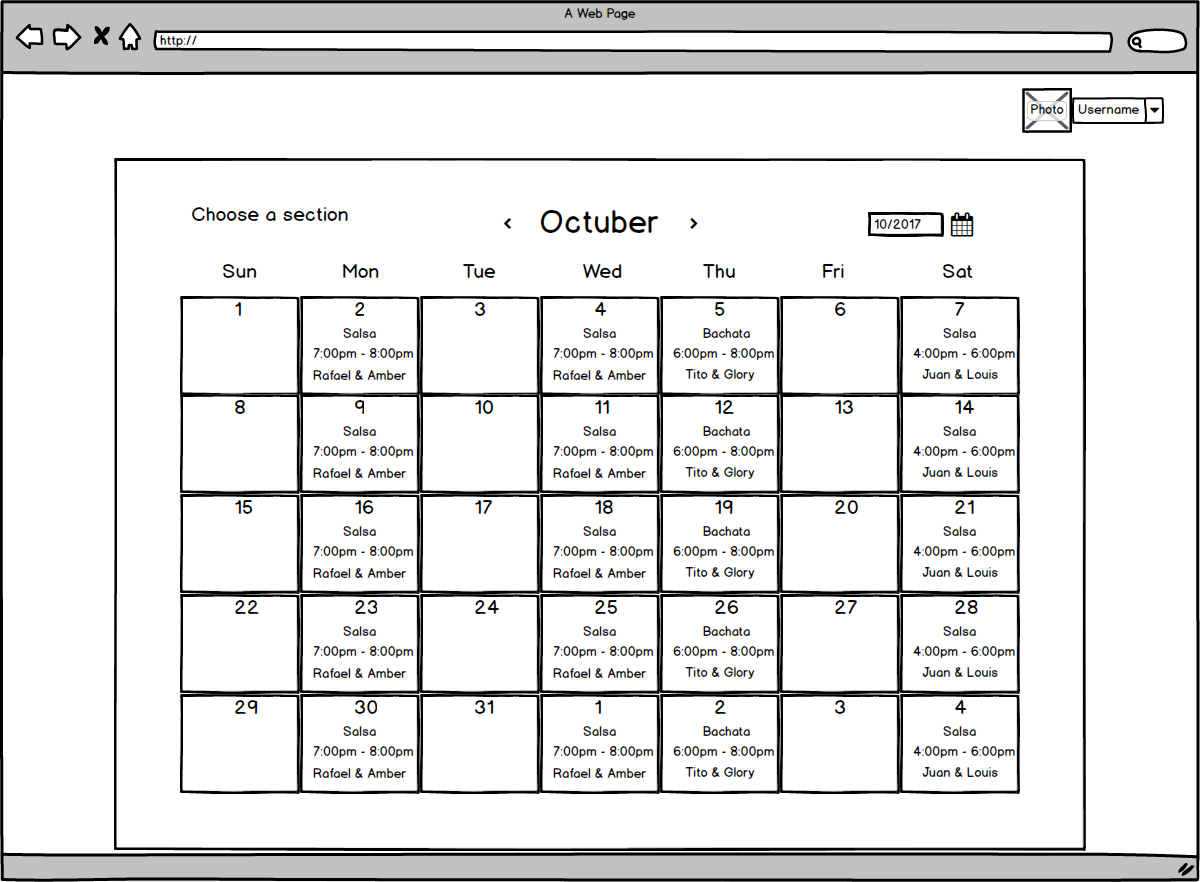 A Web Page
http://
Photo Username
Choose a section
Octuber
10/2017
Sun Mon Tue Wed Thu Fri Sat
1 2 3 4 5 6 7
Salsa Salsa Bachata Salsa
7:00pm - 8:00pm 7:00pm - 8:00pm 6:00pm - 8:00pm 4:00pm - 6:00pm
Rafael & Amber Rafael & Amber Tito & Glory Juan & Louis
8 9 10 11 12 13 14
Salsa Salsa Bachata Salsa
7:00pm - 8:00pm 7:00pm - 8:00pm 6:00pm - 8:00pm 4:00pm - 6:00pm
Rafael & Amber Rafael & Amber Tito & Glory Juan & Louis
15 16 17 18 19 20 21
Salsa Salsa Bachata Salsa
7:00pm - 8:00pm 7:00pm - 8:00pm 6:00pm - 8:00pm 4:00pm - 6:00pm
Rafael & Amber Rafael & Amber Tito & Glory Juan & Louis
22 23 24 25 26 27 28
Salsa Salsa Bachata Salsa
7:00pm - 8:00pm 7:00pm - 8:00pm 6:00pm - 8:00pm 4:00pm - 6:00pm
Rafael & Amber Rafael & Amber Tito & Glory Juan & Louis
29 30 31 1 2 3 4
Salsa Salsa Bachata Salsa
7:00pm - 8:00pm 7:00pm - 8:00pm 6:00pm - 8:00pm 4:00pm - 6:00pm
Rafael & Amber Rafael & Amber Tito & Glory Juan & Louis